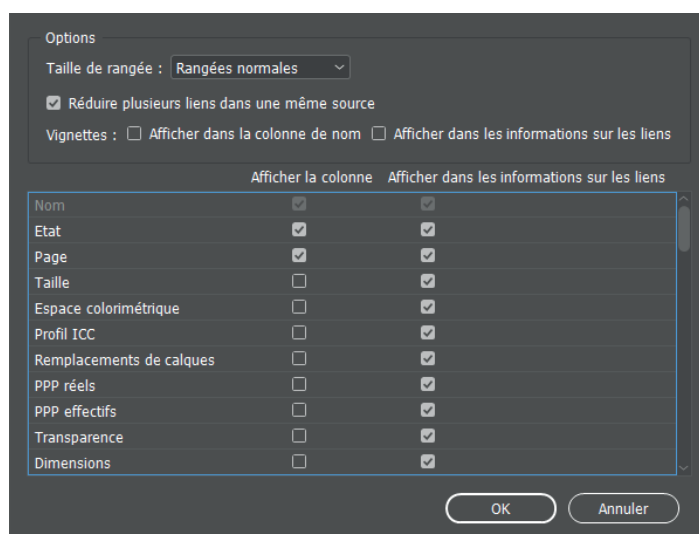 Options
Taille de rangée : Rangées normales
Réduire plusieurs liens dans une même source
Vignettes : Afficher dans la colonne de nom Afficher dans les informations sur les liens
Afficher la colonne Afficher dans les informations sur les liens
Nom
Etat
Page
Taille
Espace colorimétrique
Profil ICC
Remplacements de calques
PPP réels
PPP effectifs
Transparence
Dimensions
OK Annuler